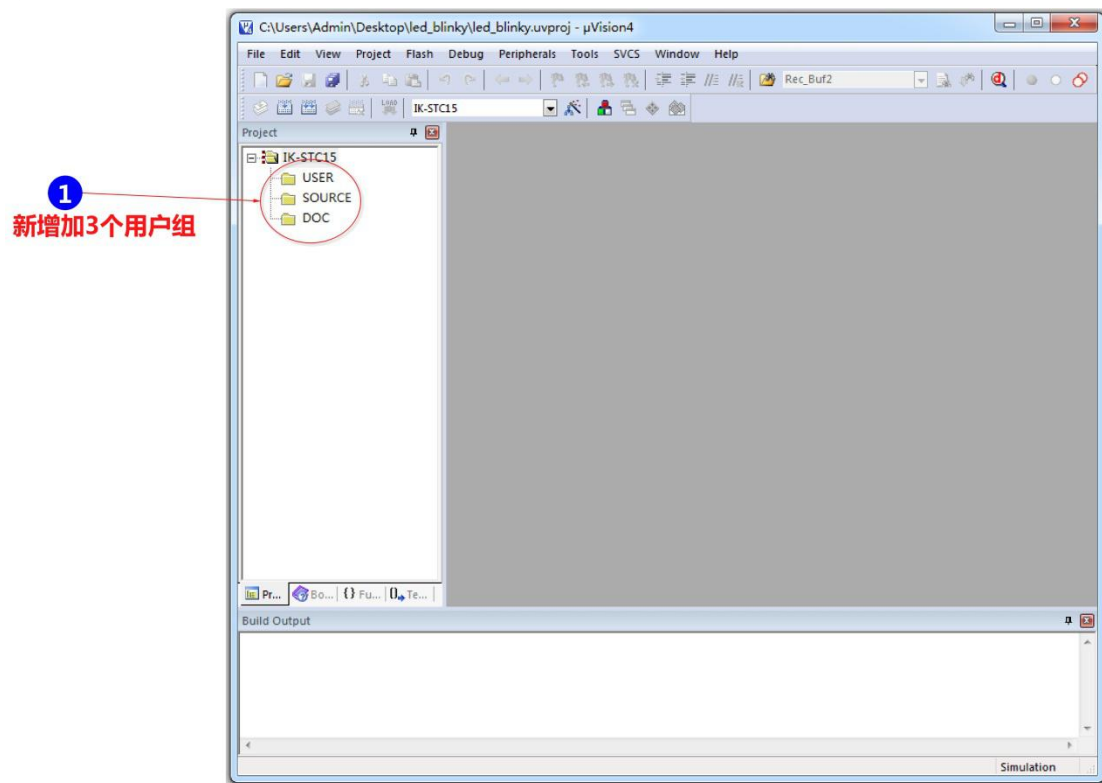 C:\Users\Admin\Desktop\led_blinky\led_blinky.uvproj - µVision4
File Edit View Project Flash Debug Peripherals Tools SVCS Window Help
Rec_Buf2
LOAD IK-STC15
Project
IK-STC15
USER
1
SOURCE
新增加3个用户组
DOC
Pr... Bo... {} Fu... 0 Te...
Build Output
Simulation